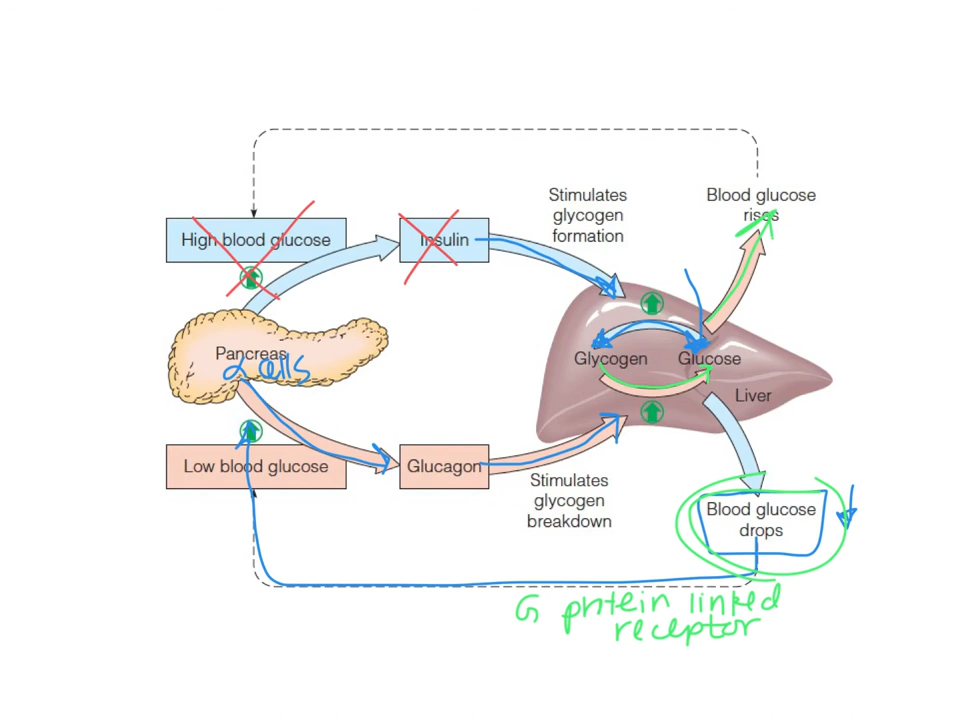 Stimulates
glycogen
formation
Blood glucose
rises
High blood glucose
Insulin
Pancreas
α cells
Glycogen
Glucose
Liver
Low blood glucose
Glucagon
Stimulates
glycogen
breakdown
Blood glucose
drops
G protein linked
receptor